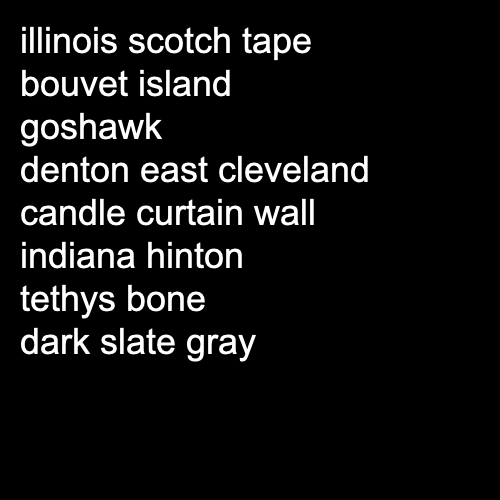 illinois scotch tape
bouvet island
goshawk
denton east cleveland
candle curtain wall
indiana hinton
tethys bone
dark slate gray